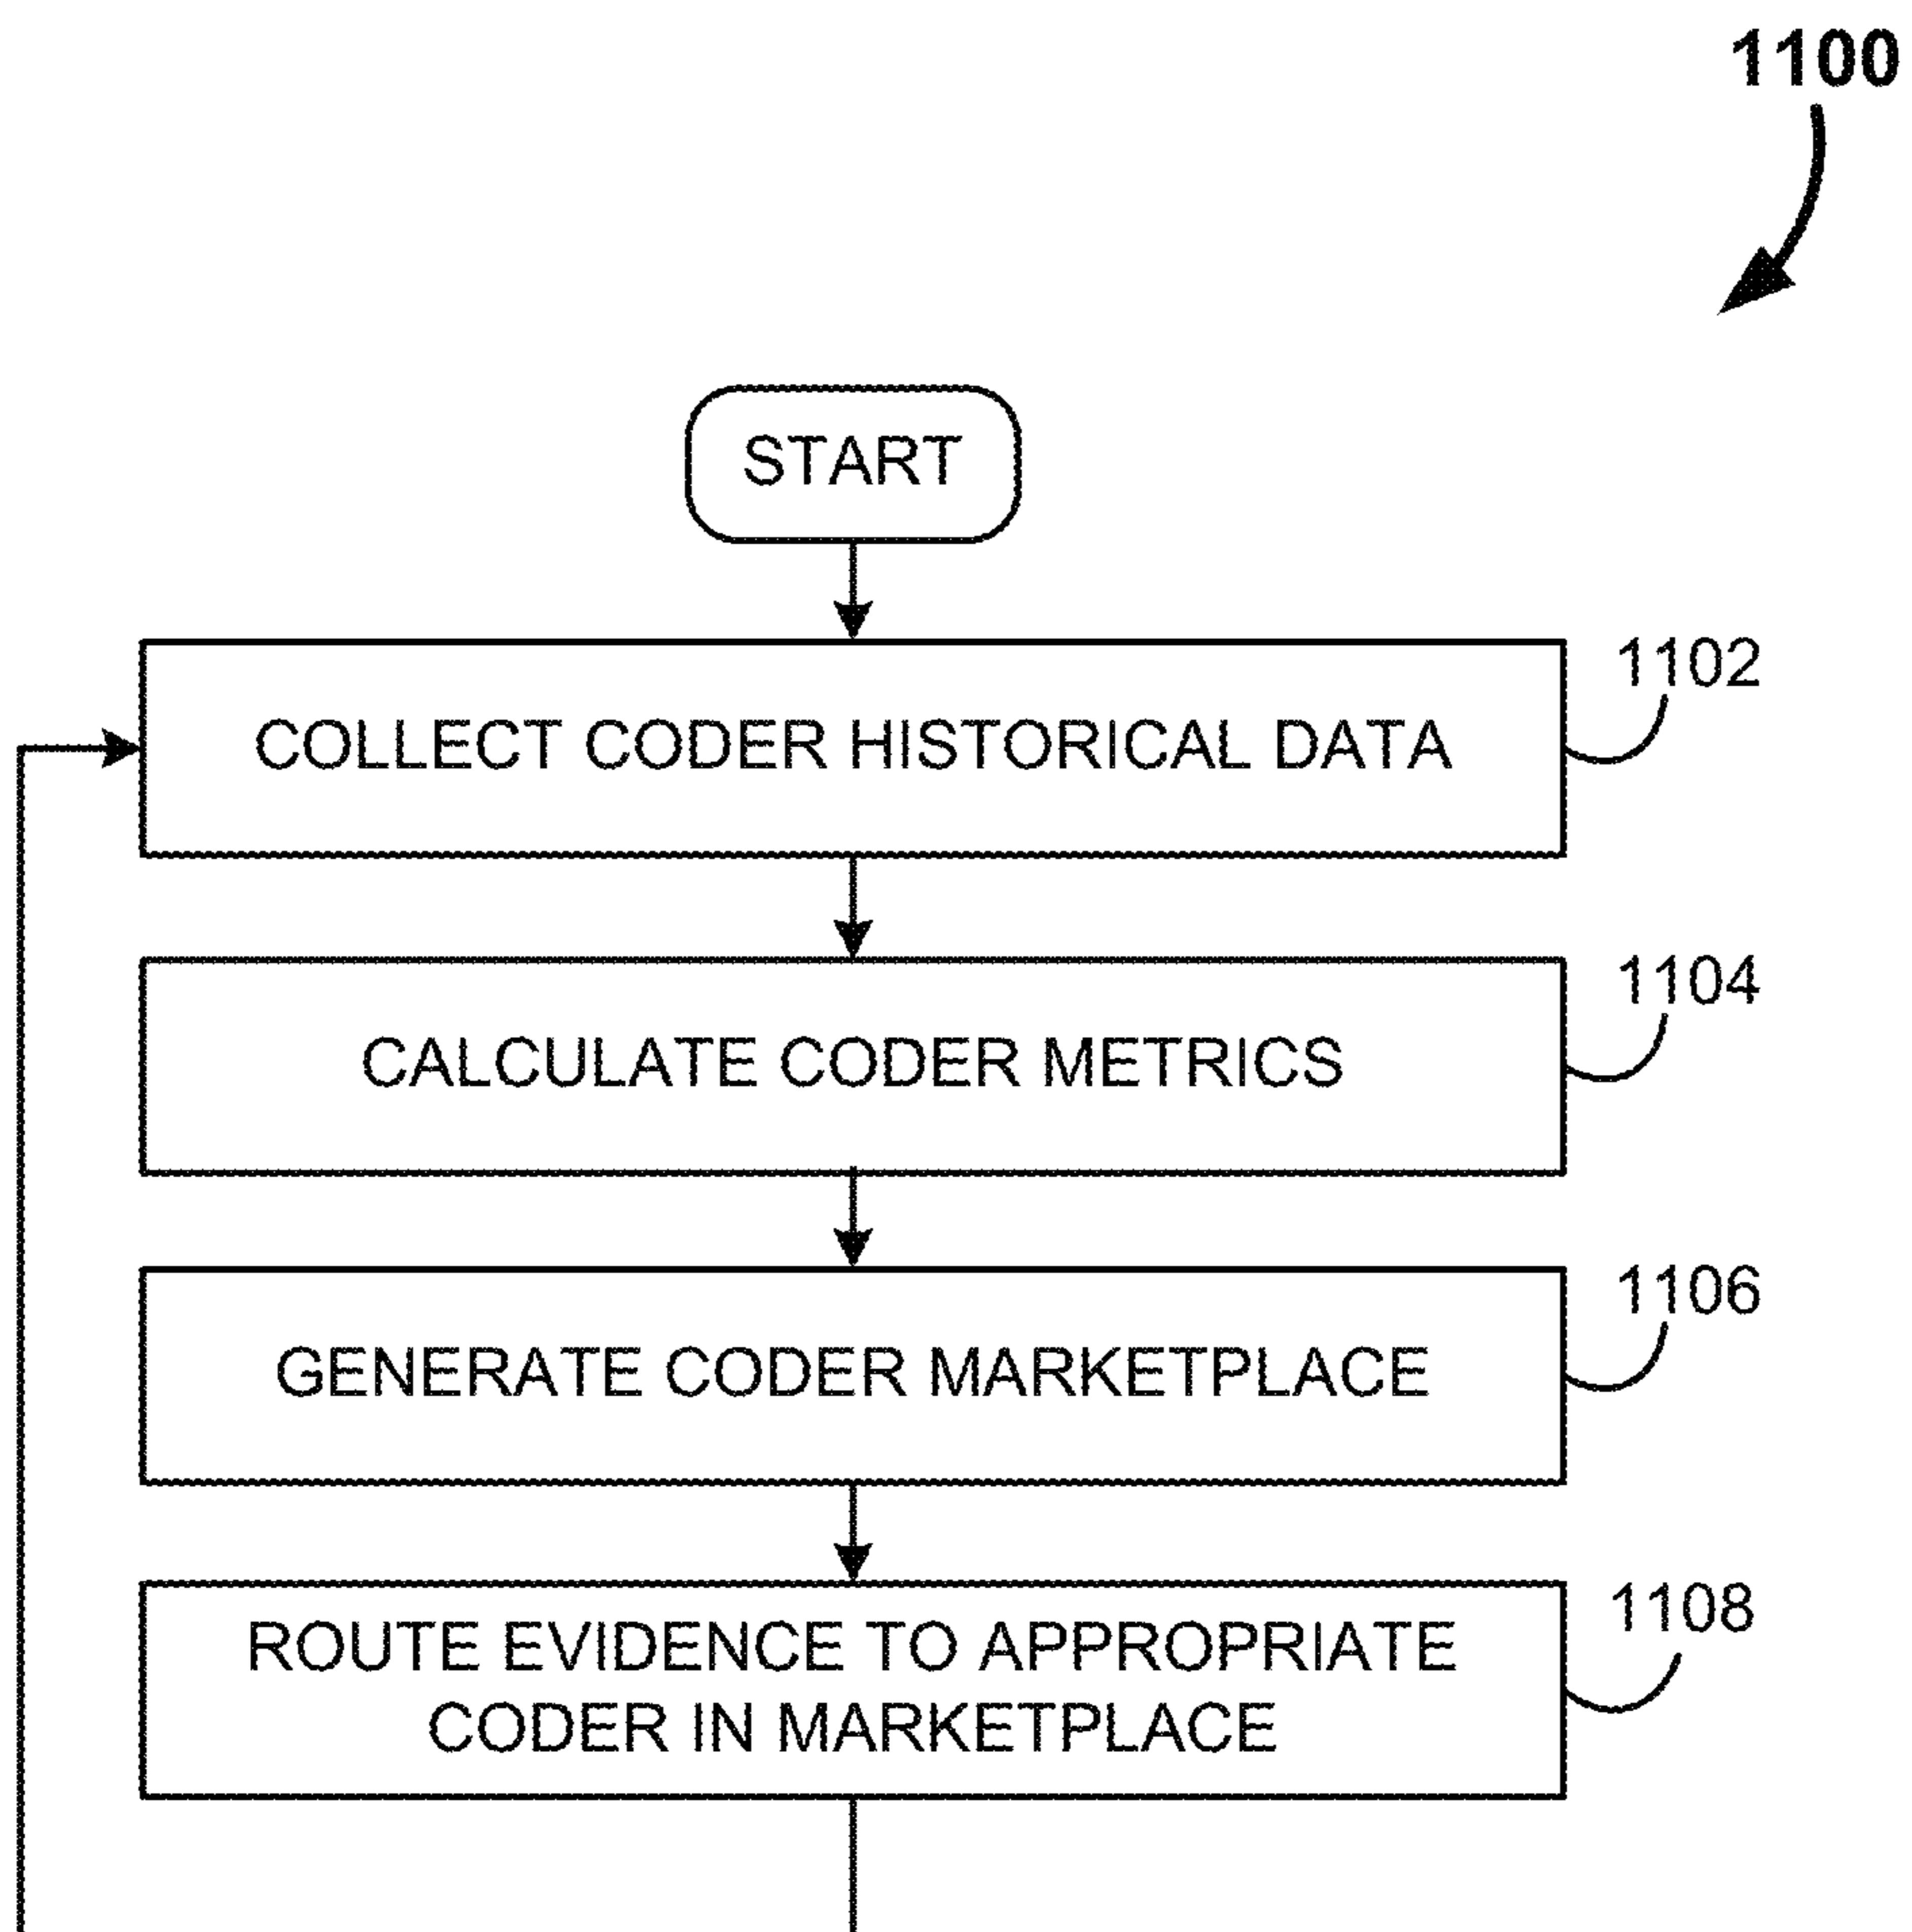 1100
START
COLLECT CODER HISTORICAL DATA
1102
CALCULATE CODER METRICS
1104
GENERATE CODER MARKETPLACE
1106
ROUTE EVIDENCE TO APPROPRIATE
CODER IN MARKETPLACE
1108